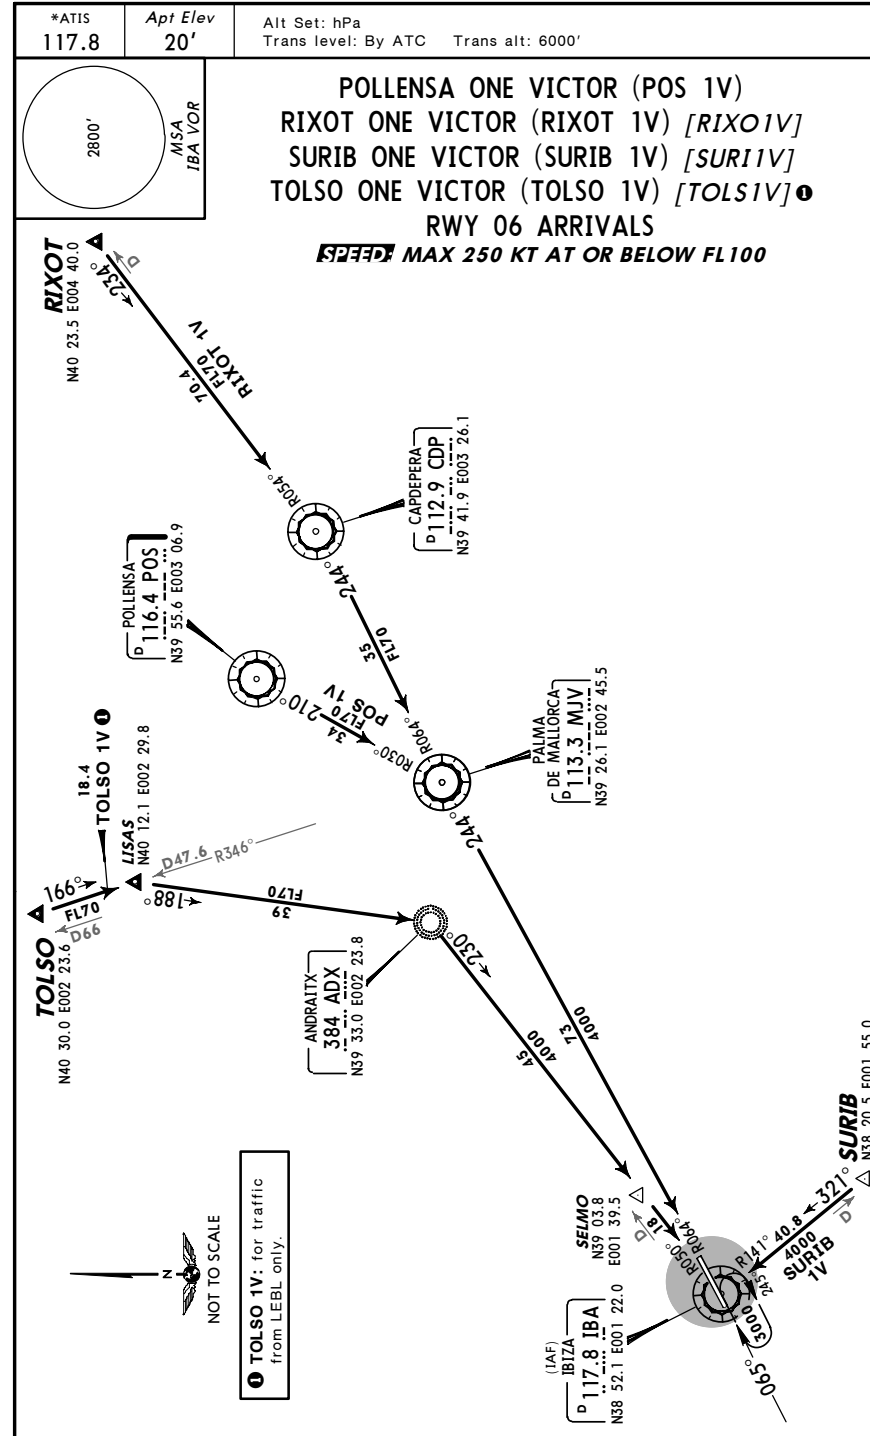 *ATIS
117.8
Apt Elev
20'
Alt Set: hPa
Trans level: By ATC Trans alt: 6000'
2800'
MSA
IBA VOR
POLLENSA ONE VICTOR (POS 1V)
RIXOT ONE VICTOR (RIXOT 1V) [RIXO1V]
SURIB ONE VICTOR (SURIB 1V) [SURI1V]
TOLSO ONE VICTOR (TOLSO 1V) [TOLS1V] ❶
RWY 06 ARRIVALS
SPEED: MAX 250 KT AT OR BELOW FL100
RIXOT
N40 23.5 E004 40.0
D
234°
RIXOT 1V
FL70
70.4
R054°
CAPDEPERA
D 112.9 CDP
N39 41.9 E003 26.1
244°
FL70
35
R064°
POLLENSA
D 116.4 POS
N39 55.6 E003 06.9
210°
POS 1V
FL70
34
R030°
PALMA
DE MALLORCA
D 113.3 MJV
N39 26.1 E002 45.5
244°
4000
73
R064°
18.4
TOLSO 1V ❶
LISAS
N40 12.1 E002 29.8
D47.6
R346°
166°
FL70
D66
TOLSO
N40 30.0 E002 23.6
188°
FL70
39
ANDRAITX
384 ADX
N39 33.0 E002 23.8
230°
4000
45
SELMO
N39 03.8
E001 39.5
D
18
R050°
SURIB
N38 20.5 E001 55.0
321°
D
R141°
40.8
4000
SURIB
1V
245°
3000
065°
(IAF)
IBIZA
D 117.8 IBA
N38 52.1 E001 22.0
N
NOT TO SCALE
❶ TOLSO 1V: for traffic
from LEBL only.